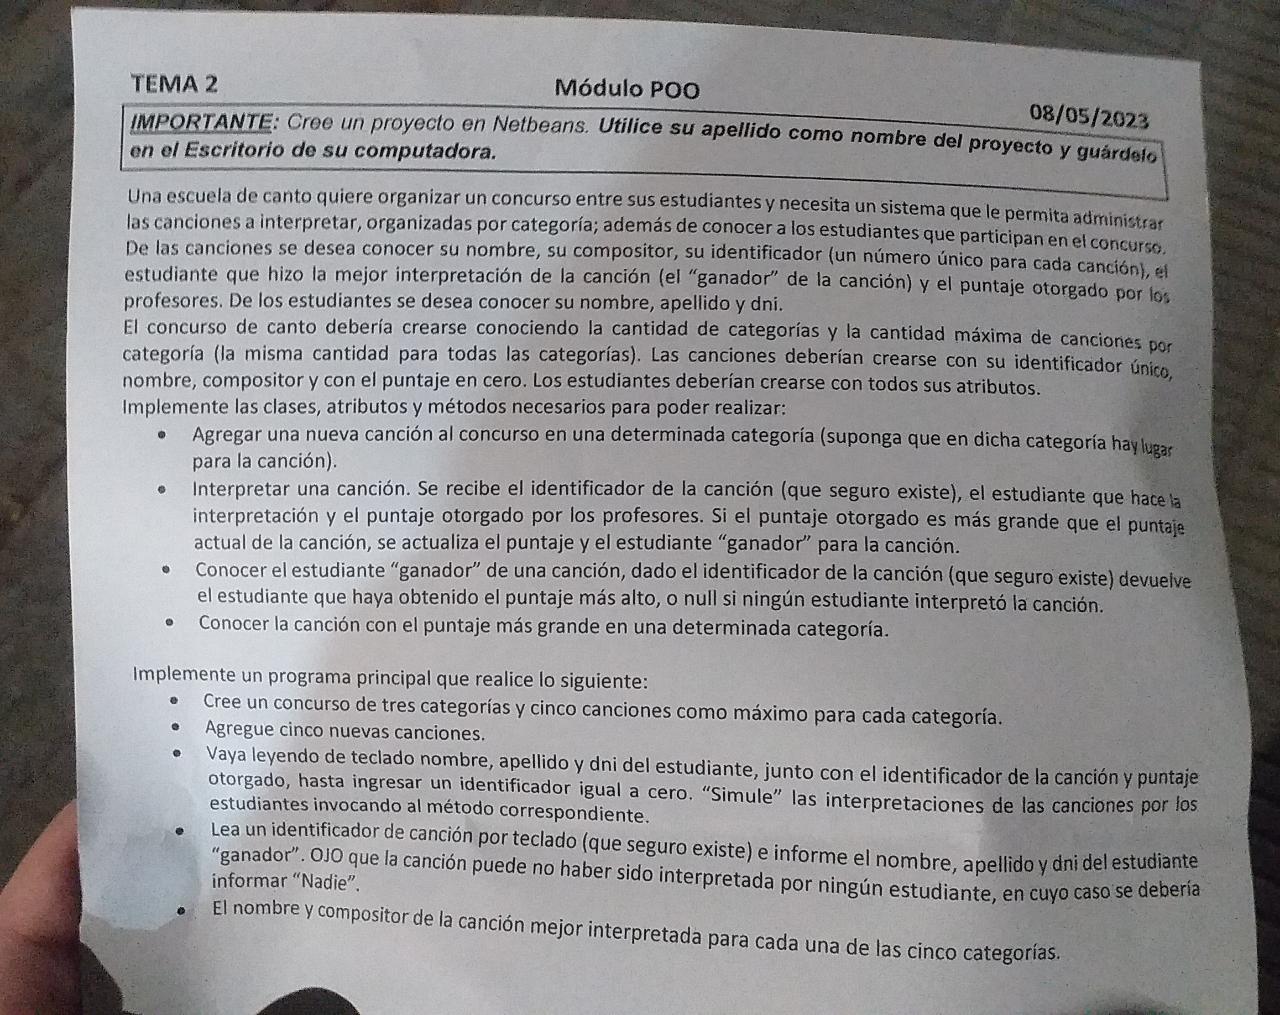 TEMA 2
Módulo POO
08/05/2023
IMPORTANTE: Cree un proyecto en Netbeans. Utilice su apellido como nombre del proyecto y guárdelo
en el Escritorio de su computadora.
Una escuela de canto quiere organizar un concurso entre sus estudiantes y necesita un sistema que le permita administrar
las canciones a interpretar, organizadas por categoría; además de conocer a los estudiantes que participan en el concurso.
De las canciones se desea conocer su nombre, su compositor, su identificador (un número único para cada canción), el
estudiante que hizo la mejor interpretación de la canción (el “ganador” de la canción) y el puntaje otorgado por los
profesores. De los estudiantes se desea conocer su nombre, apellido y dni.
El concurso de canto debería crearse conociendo la cantidad de categorías y la cantidad máxima de canciones por
categoría (la misma cantidad para todas las categorías). Las canciones deberían crearse con su identificador único,
nombre, compositor y con el puntaje en cero. Los estudiantes deberían crearse con todos sus atributos.
Implemente las clases, atributos y métodos necesarios para poder realizar:
• Agregar una nueva canción al concurso en una determinada categoría (suponga que en dicha categoría hay lugar
para la canción).
• Interpretar una canción. Se recibe el identificador de la canción (que seguro existe), el estudiante que hace la
interpretación y el puntaje otorgado por los profesores. Si el puntaje otorgado es más grande que el puntaje
actual de la canción, se actualiza el puntaje y el estudiante “ganador” para la canción.
• Conocer el estudiante “ganador” de una canción, dado el identificador de la canción (que seguro existe) devuelve
el estudiante que haya obtenido el puntaje más alto, o null si ningún estudiante interpretó la canción.
• Conocer la canción con el puntaje más grande en una determinada categoría.
Implemente un programa principal que realice lo siguiente:
• Cree un concurso de tres categorías y cinco canciones como máximo para cada categoría.
• Agregue cinco nuevas canciones.
• Vaya leyendo de teclado nombre, apellido y dni del estudiante, junto con el identificador de la canción y puntaje
otorgado, hasta ingresar un identificador igual a cero. “Simule” las interpretaciones de las canciones por los
estudiantes invocando al método correspondiente.
• Lea un identificador de canción por teclado (que seguro existe) e informe el nombre, apellido y dni del estudiante
“ganador”. OJO que la canción puede no haber sido interpretada por ningún estudiante, en cuyo caso se debería
informar “Nadie”.
• El nombre y compositor de la canción mejor interpretada para cada una de las cinco categorías.